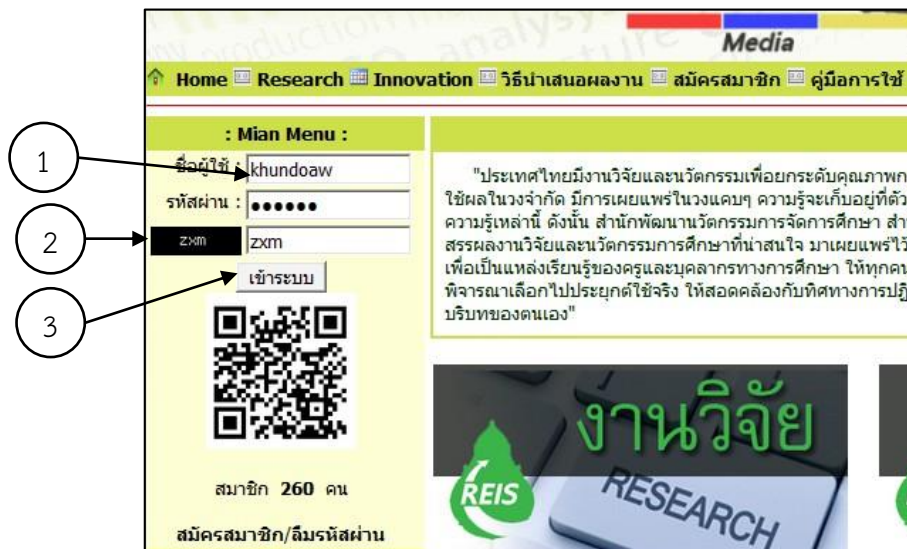 Media
Home Research Innovation วิธีนำเสนอผลงาน สมัครสมาชิก คู่มือการใช้
: Mian Menu :
1
ชื่อผู้ใช้ : khundoaw
รหัสผ่าน : ••••••
2
zxm zxm
เข้าระบบ
3
สมาชิก 260 คน
สมัครสมาชิก/ลืมรหัสผ่าน
"ประเทศไทยมีงานวิจัยและนวัตกรรมเพื่อยกระดับคุณภาพก
ใช้ผลในวงจำกัด มีการเผยแพร่ในวงแคบๆ ความรู้จะเก็บอยู่ที่ตัว
ความรู้เหล่านี้ ดังนั้น สำนักพัฒนานวัตกรรมการจัดการศึกษา สำ
สรรผลงานวิจัยและนวัตกรรมการศึกษาที่น่าสนใจ มาเผยแพร่ไว้
เพื่อเป็นแหล่งเรียนรู้ของครูและบุคลากรทางการศึกษา ให้ทุกคน
พิจารณาเลือกไปประยุกต์ใช้จริง ให้สอดคล้องกับทิศทางการปฏิ
บริบทของตนเอง"
งานวิจัย
REIS
RESEARCH